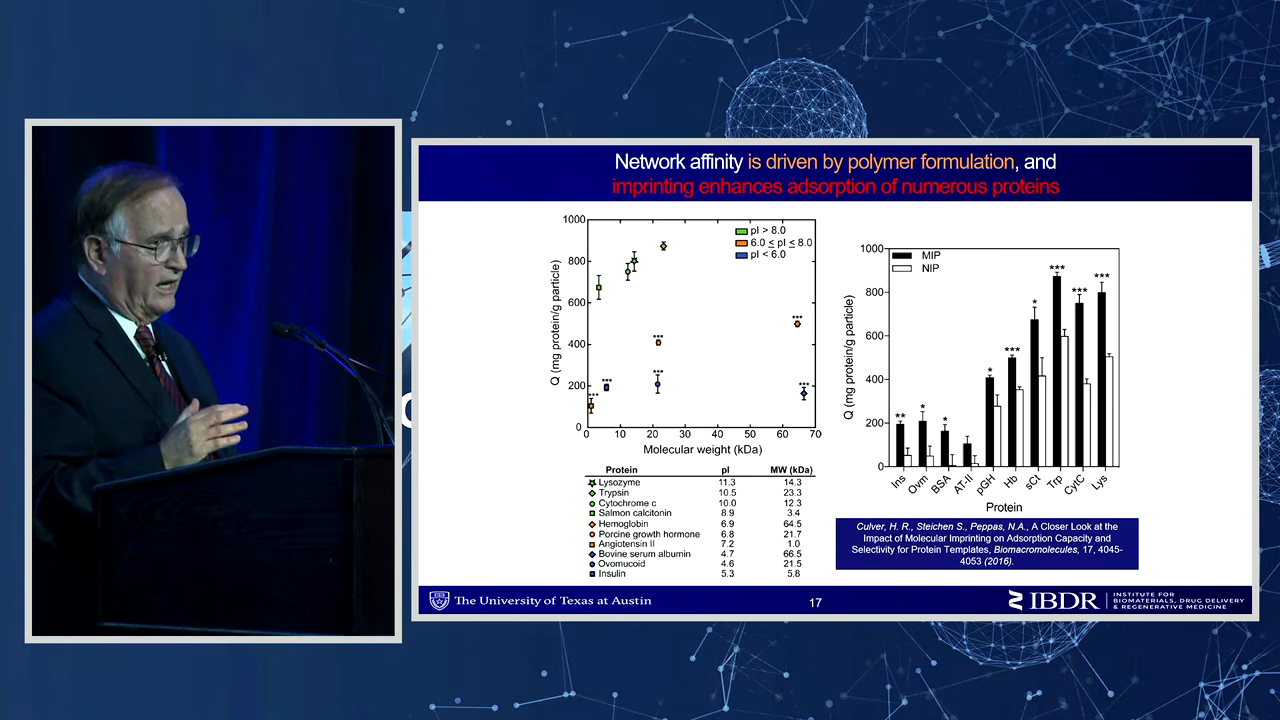 Network affinity is driven by polymer formulation, and
imprinting enhances adsorption of numerous proteins
1000
800
600
400
200
0
Q (mg protein/g particle)
pI > 8.0
6.0 ≤ pI ≤ 8.0
pI < 6.0
***
***
***
***
***
***
0 10 20 30 40 50 60 70
Molecular weight (kDa)
Protein pI MW (kDa)
Lysozyme 11.3 14.3
Trypsin 10.5 23.3
Cytochrome c 10.0 12.3
Salmon calcitonin 8.9 3.4
Hemoglobin 6.9 64.5
Porcine growth hormone 6.8 21.7
Angiotensin II 7.2 1.0
Bovine serum albumin 4.7 66.5
Ovomucoid 4.6 21.5
Insulin 5.3 5.8
1000
800
600
400
200
0
Q (mg protein/g particle)
MIP
NIP
** * * * *** * *** *** ***
Ins Ovm BSA AT-II pGH Hb sCt Trp CytC Lys
Protein
Culver, H. R., Steichen S., Peppas, N.A., A Closer Look at the
Impact of Molecular Imprinting on Adsorption Capacity and
Selectivity for Protein Templates, Biomacromolecules, 17, 4045-
4053 (2016).
The University of Texas at Austin
17
IBDR
INSTITUTE FOR
BIOMATERIALS, DRUG DELIVERY
& REGENERATIVE MEDICINE